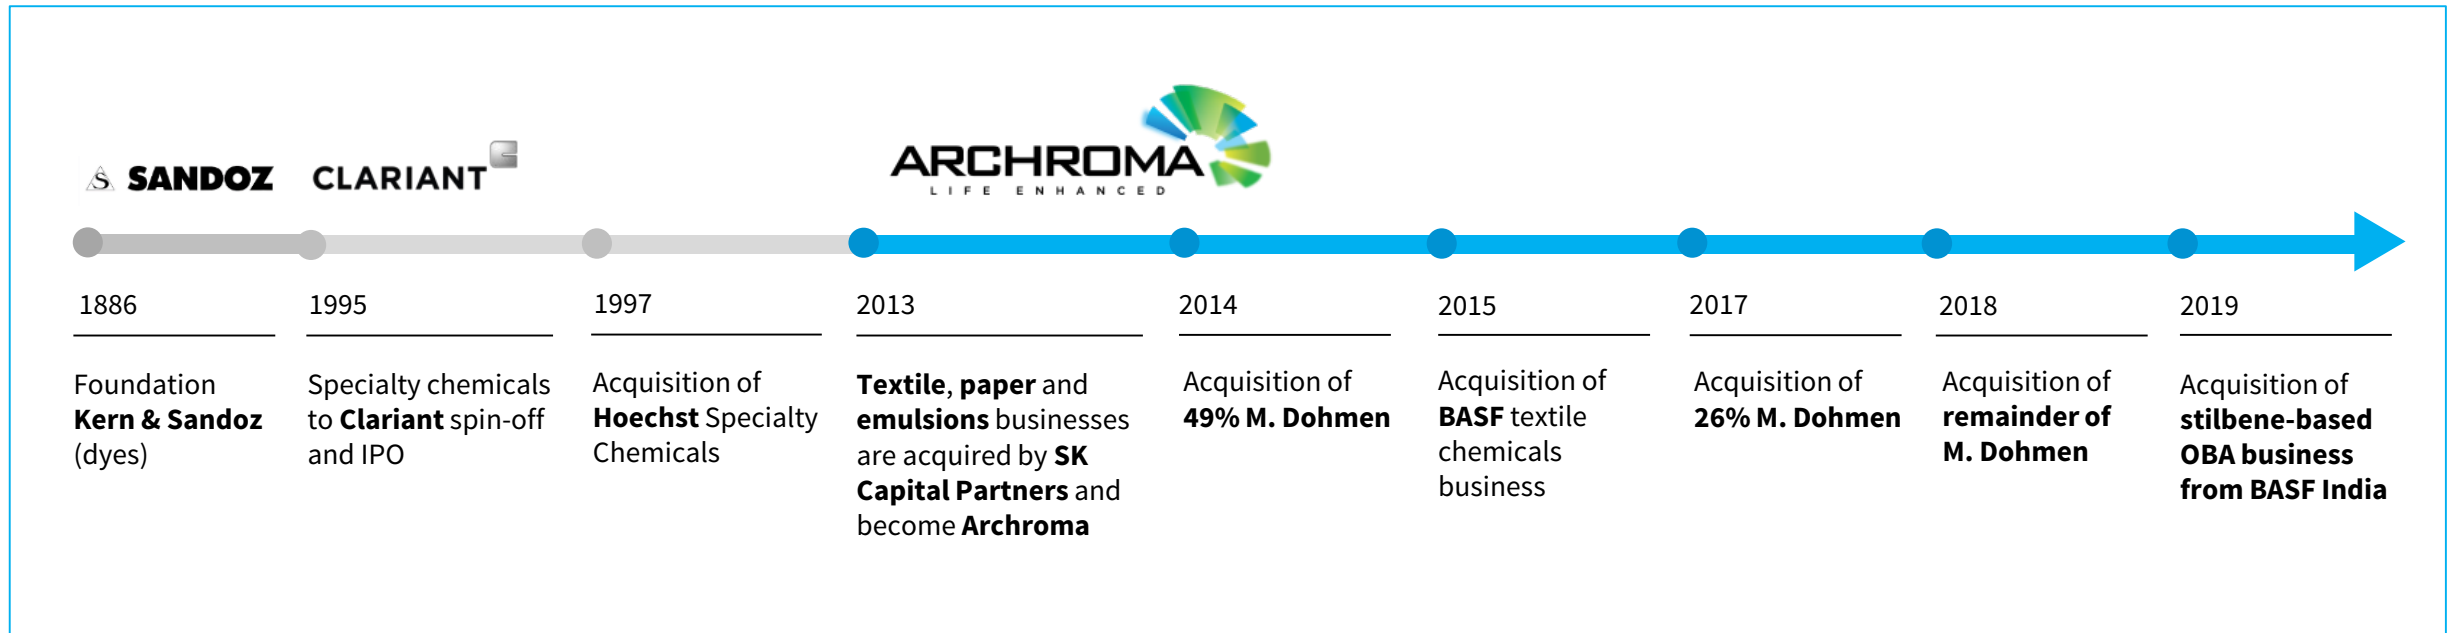 SANDOZ
CLARIANT
ARCHROMA
LIFE ENHANCED
1886
Foundation
Kern & Sandoz
(dyes)
1995
Specialty chemicals
to Clariant spin-off
and IPO
1997
Acquisition of
Hoechst Specialty
Chemicals
2013
Textile, paper and
emulsions businesses
are acquired by SK
Capital Partners and
become Archroma
2014
Acquisition of
49% M. Dohmen
2015
Acquisition of
BASF textile
chemicals
business
2017
Acquisition of
26% M. Dohmen
2018
Acquisition of
remainder of
M. Dohmen
2019
Acquisition of
stilbene-based
OBA business
from BASF India